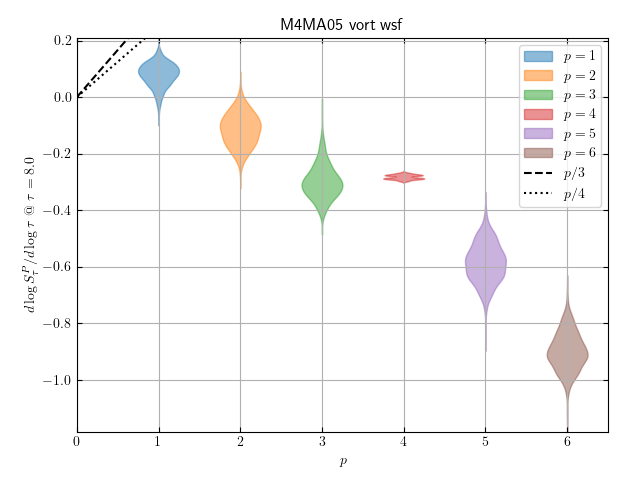 M4MA05 vort wsf
0.2
0.0
−0.2
−0.4
−0.6
−0.8
−1.0
d log S_τ^P / d log τ @ τ = 8.0
0 1 2 3 4 5 6
p
p = 1
p = 2
p = 3
p = 4
p = 5
p = 6
p/3
p/4